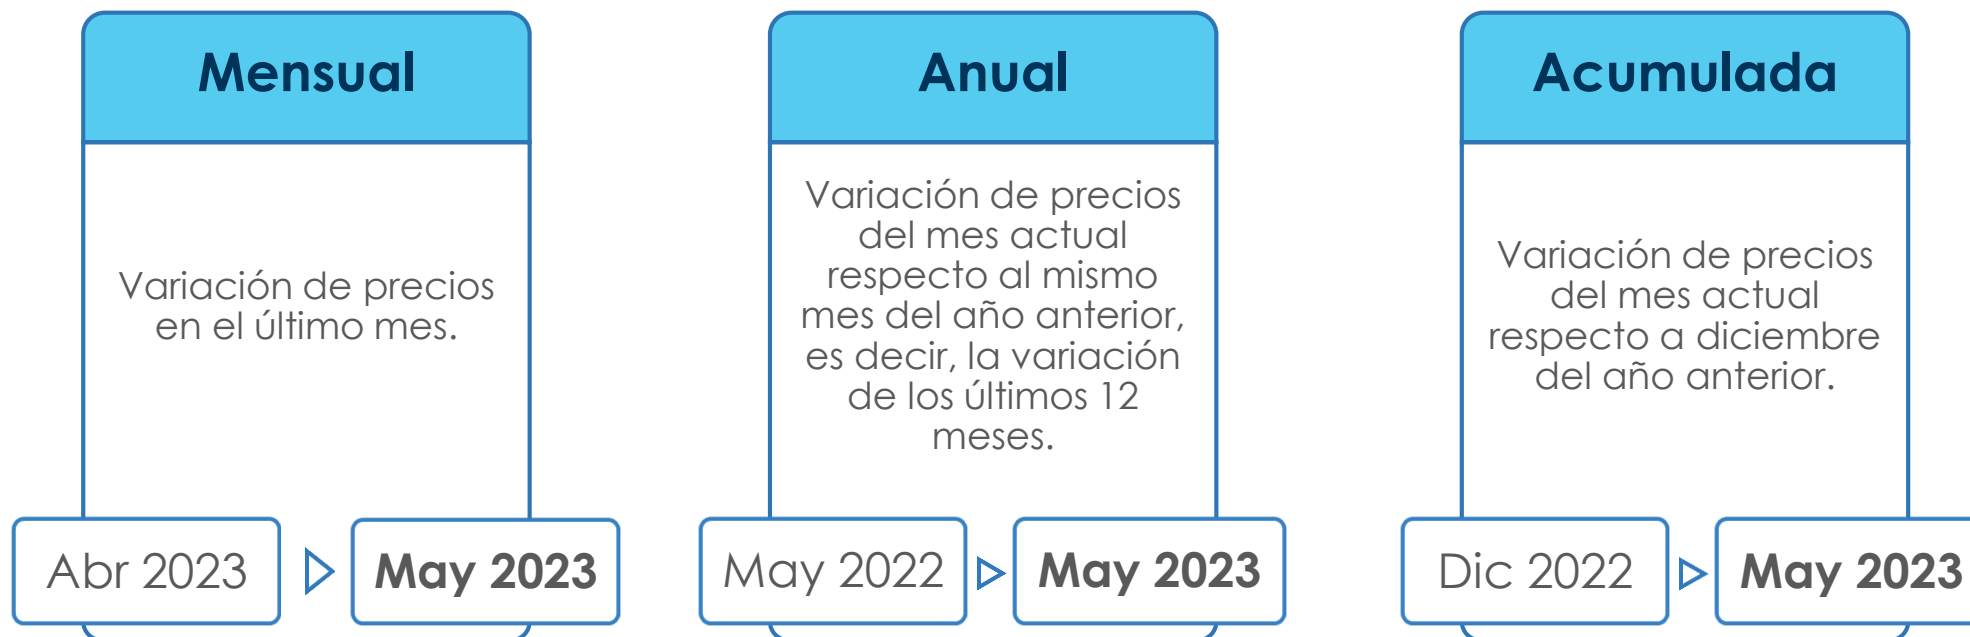 Mensual
Variación de precios
en el último mes.
Abr 2023
May 2023
Anual
Variación de precios
del mes actual
respecto al mismo
mes del año anterior,
es decir, la variación
de los últimos 12
meses.
May 2022
May 2023
Acumulada
Variación de precios
del mes actual
respecto a diciembre
del año anterior.
Dic 2022
May 2023